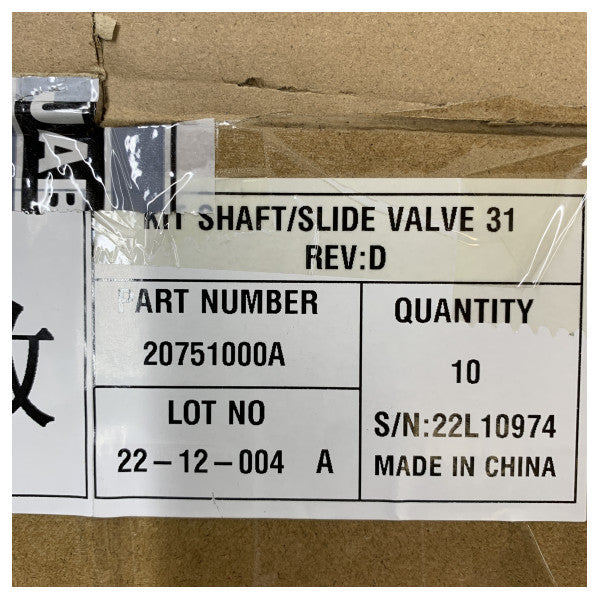 KIT SHAFT/SLIDE VALVE 31
REV:D
PART NUMBER
20751000A
QUANTITY
10
LOT NO
22-12-004 A
S/N:22L10974
MADE IN CHINA